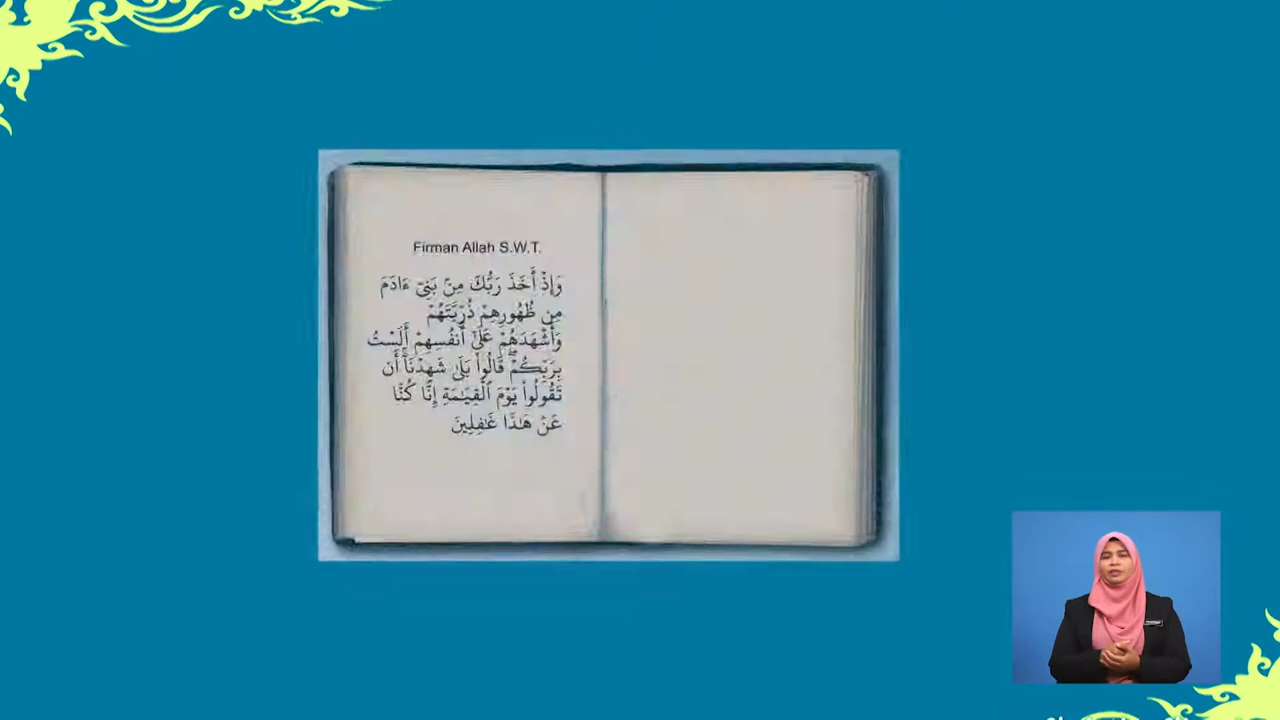 Firman Allah S.W.T.
وَإِذْ أَخَذَ رَبُّكَ مِنۢ بَنِىٓ ءَادَمَ
مِن ظُهُورِهِمْ ذُرِّيَّتَهُمْ
وَأَشْهَدَهُمْ عَلَىٰٓ أَنفُسِهِمْ أَلَسْتُ
بِرَبِّكُمْ ۖ قَالُوا۟ بَلَىٰ شَهِدْنَآ ۛ أَن
تَقُولُوا۟ يَوْمَ ٱلْقِيَـٰمَةِ إِنَّا كُنَّا
عَنْ هَـٰذَا غَـٰفِلِينَ